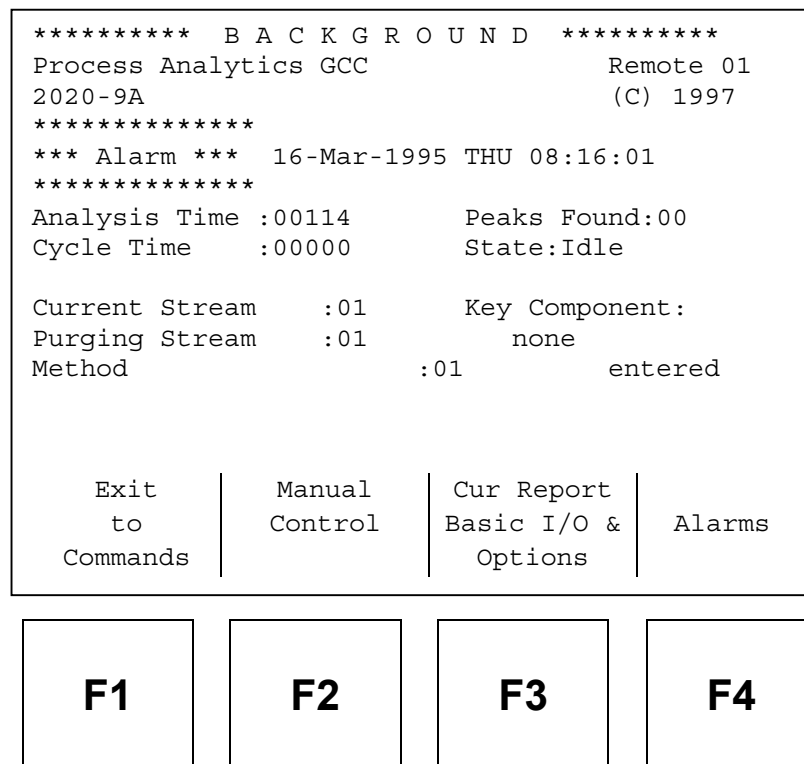 ********** B A C K G R O U N D **********
Process Analytics GCC Remote 01
2020-9A (C) 1997
**************
*** Alarm *** 16-Mar-1995 THU 08:16:01
**************
Analysis Time :00114 Peaks Found:00
Cycle Time :00000 State:Idle
Current Stream :01 Key Component:
Purging Stream :01 none
Method :01 entered
Exit Manual Cur Report
to Control Basic I/O & Alarms
Commands Options
F1 F2 F3 F4